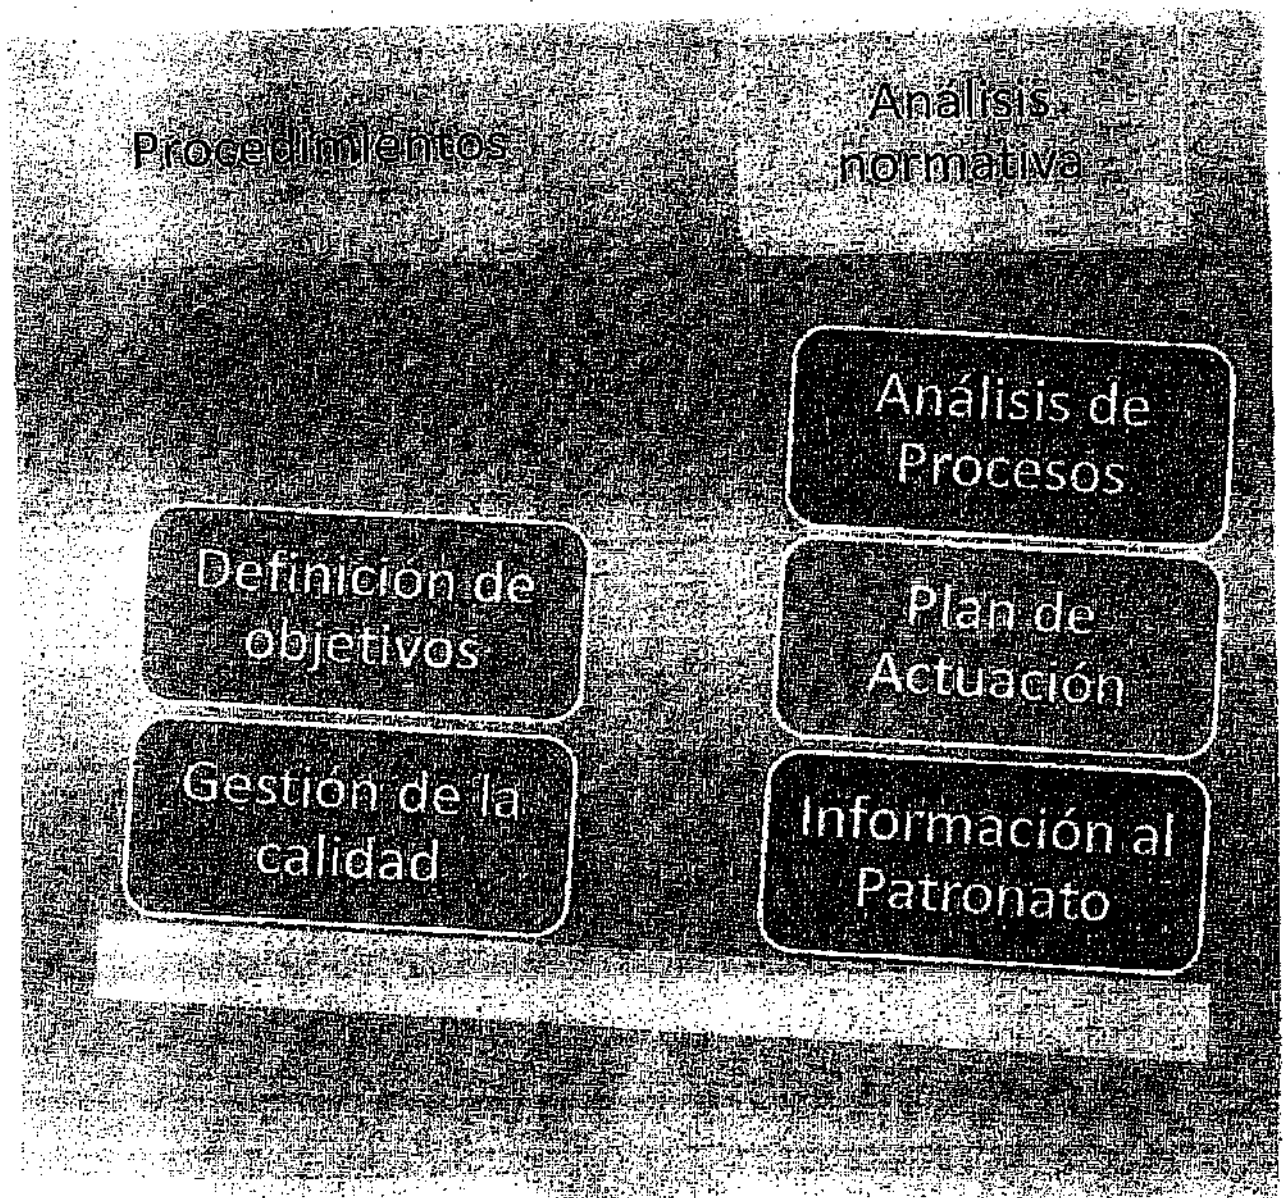 Procedimientos
Análisis
normativa
Análisis de
Procesos
Plan de
Actuación
Información al
Patronato
Definición de
objetivos
Gestión de la
calidad